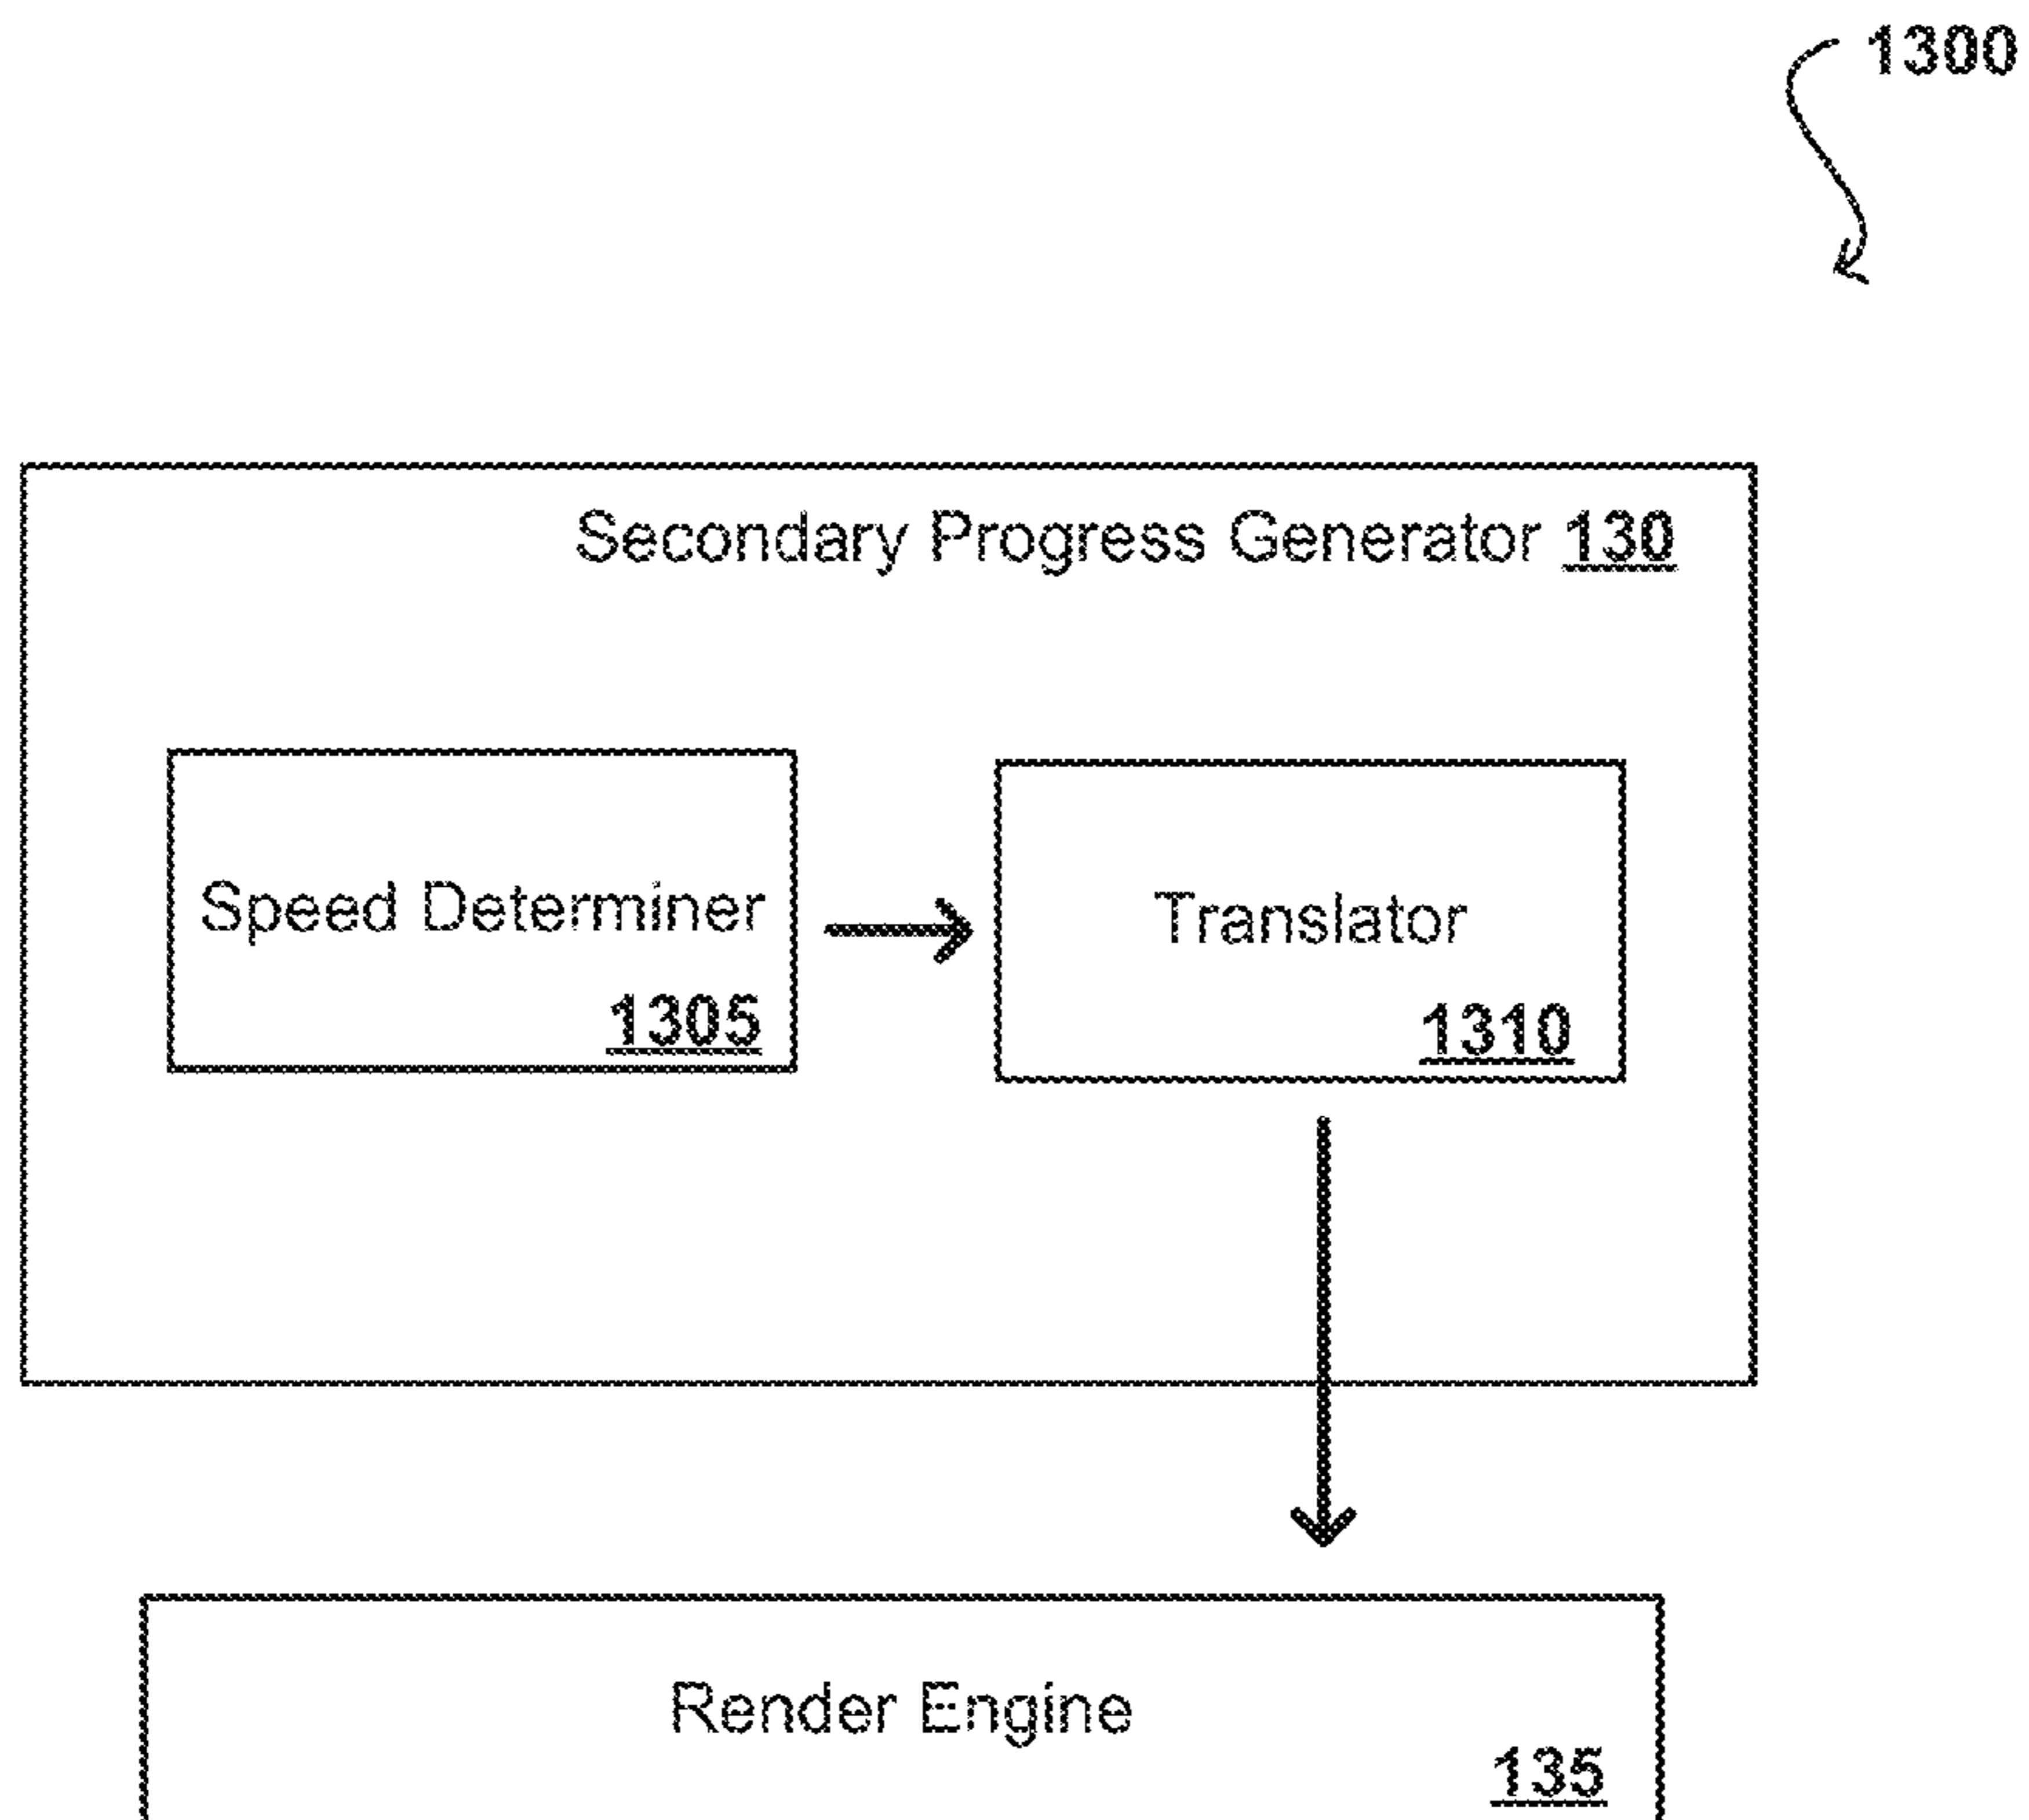 1300
Secondary Progress Generator 130
Speed Determiner
1305
Translator
1310
Render Engine
135